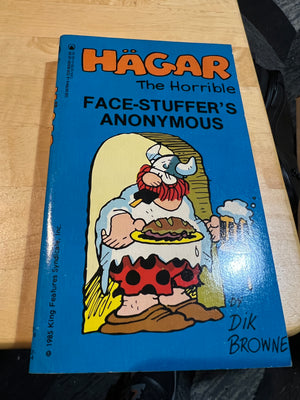 HÄGAR
The Horrible
FACE-STUFFER'S
ANONYMOUS
© 1985 King Features Syndicate, Inc.
BY
DIK
BROWNE